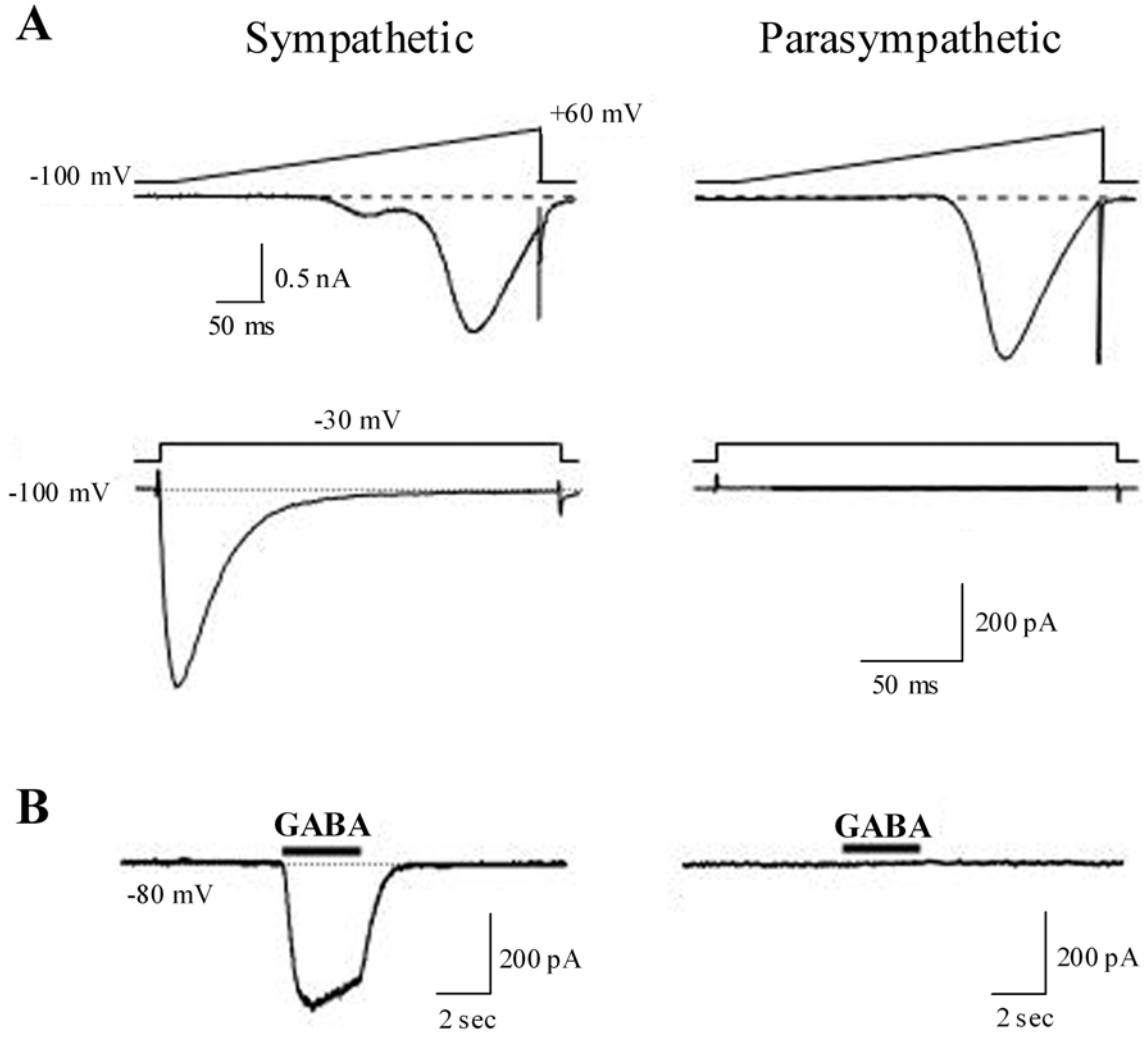 A
Sympathetic
Parasympathetic
+60 mV
-100 mV
0.5 nA
50 ms
-30 mV
-100 mV
200 pA
50 ms
B
GABA
GABA
-80 mV
200 pA
200 pA
2 sec
2 sec